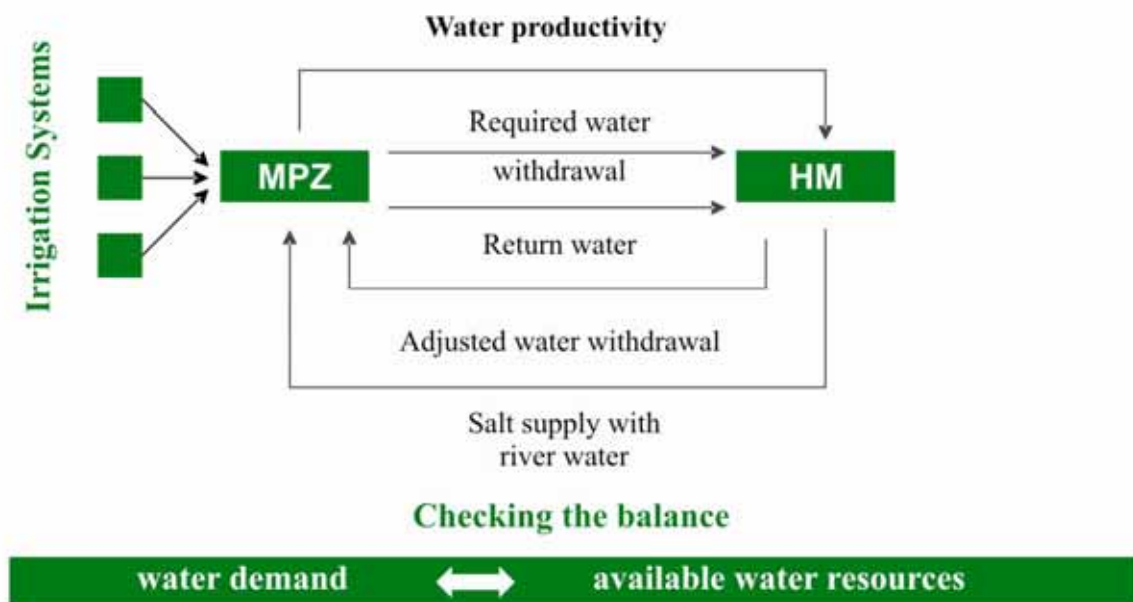 Water productivity
Irrigation Systems
Required water
withdrawal
MPZ
HM
Return water
Adjusted water withdrawal
Salt supply with
river water
Checking the balance
water demand
available water resources